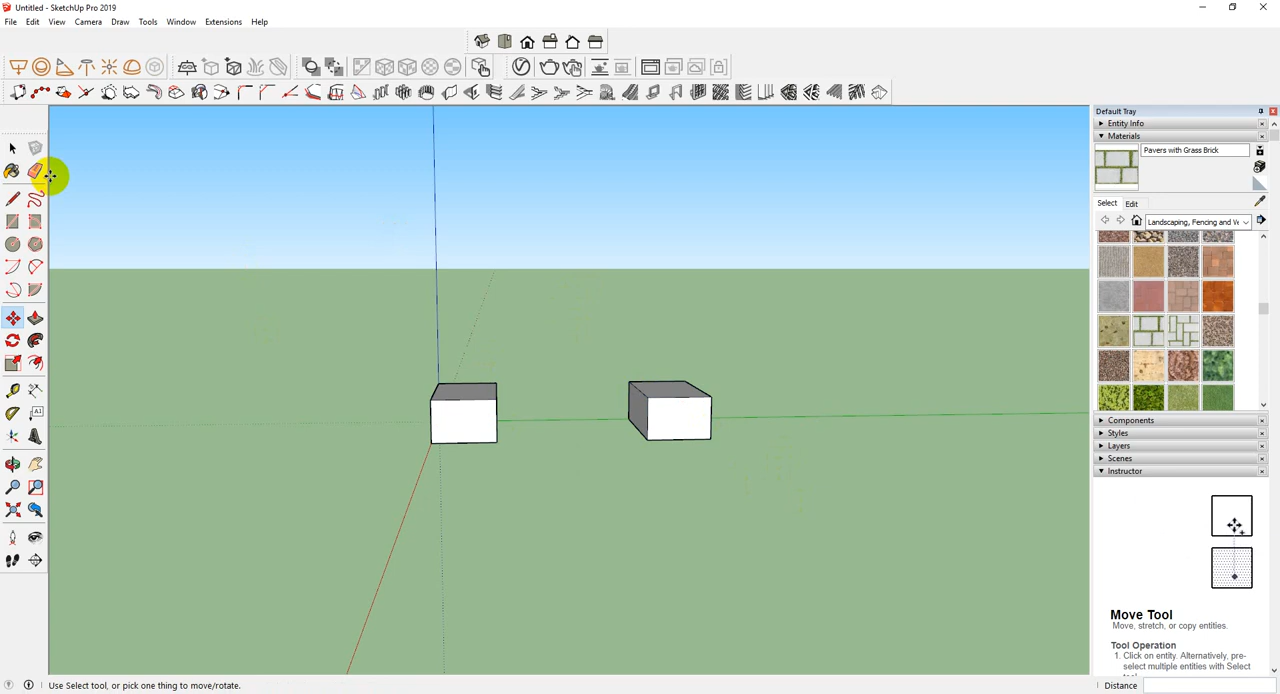 Untitled - SketchUp Pro 2019
File Edit View Camera Draw Tools Window Extensions Help
Default Tray
Entity Info
Materials
Pavers with Grass Brick
Select Edit
Landscaping, Fencing and Ve
Components
Styles
Layers
Scenes
Instructor
Move Tool
Move, stretch, or copy entities.
Tool Operation
1. Click on entity. Alternatively, pre-
select multiple entities with Select
tool.
Use Select tool, or pick one thing to move/rotate.
Distance